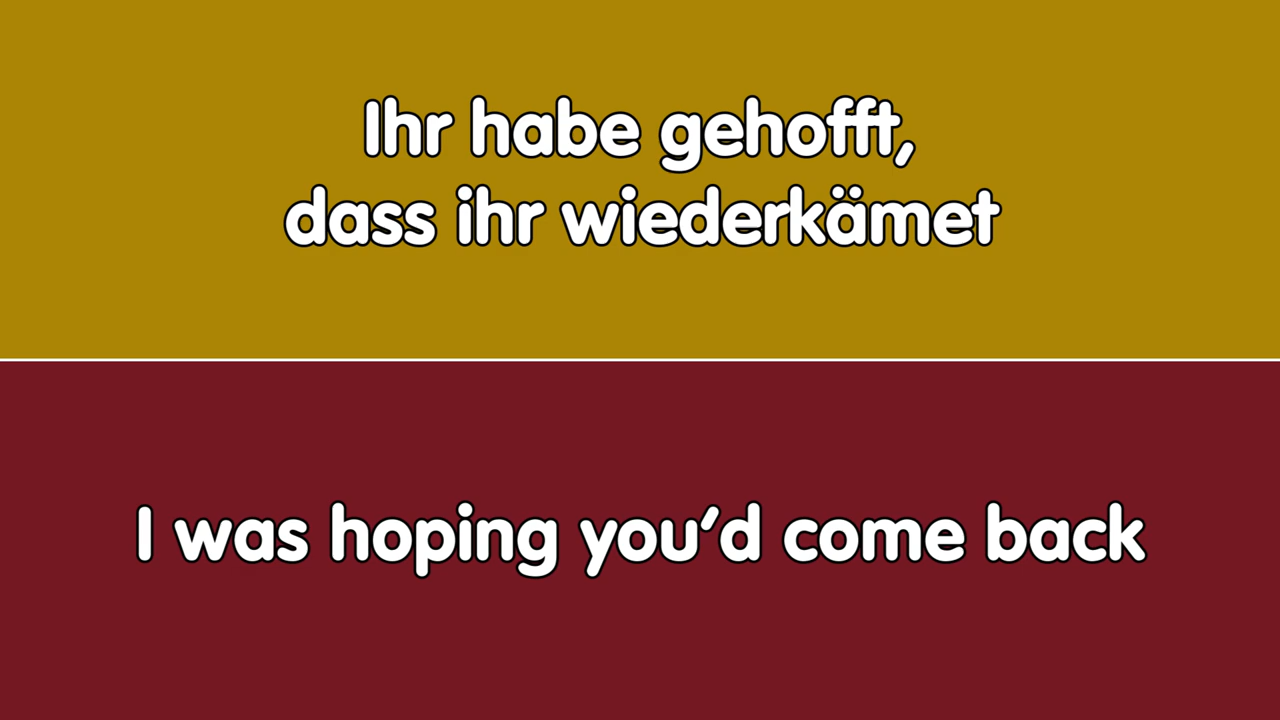 Ihr habe gehofft,
dass ihr wiederkämet
I was hoping you’d come back